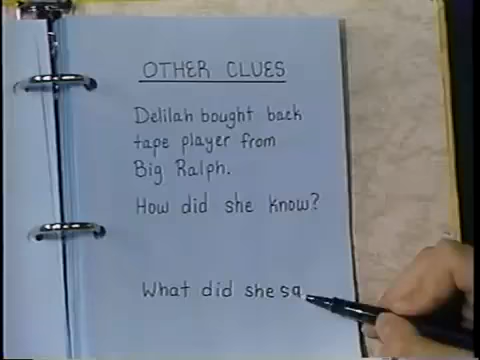 OTHER CLUES
Delilah bought back
tape player from
Big Ralph.
How did she know?
What did she sa